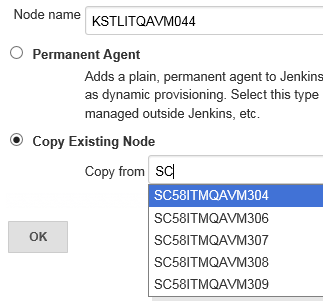 Node name KSTLITQAVM044
Permanent Agent
Adds a plain, permanent agent to Jenkins
as dynamic provisioning. Select this type
managed outside Jenkins, etc.
Copy Existing Node
Copy from SC
SC58ITMQAVM304
SC58ITMQAVM306
SC58ITMQAVM307
SC58ITMQAVM308
SC58ITMQAVM309
OK